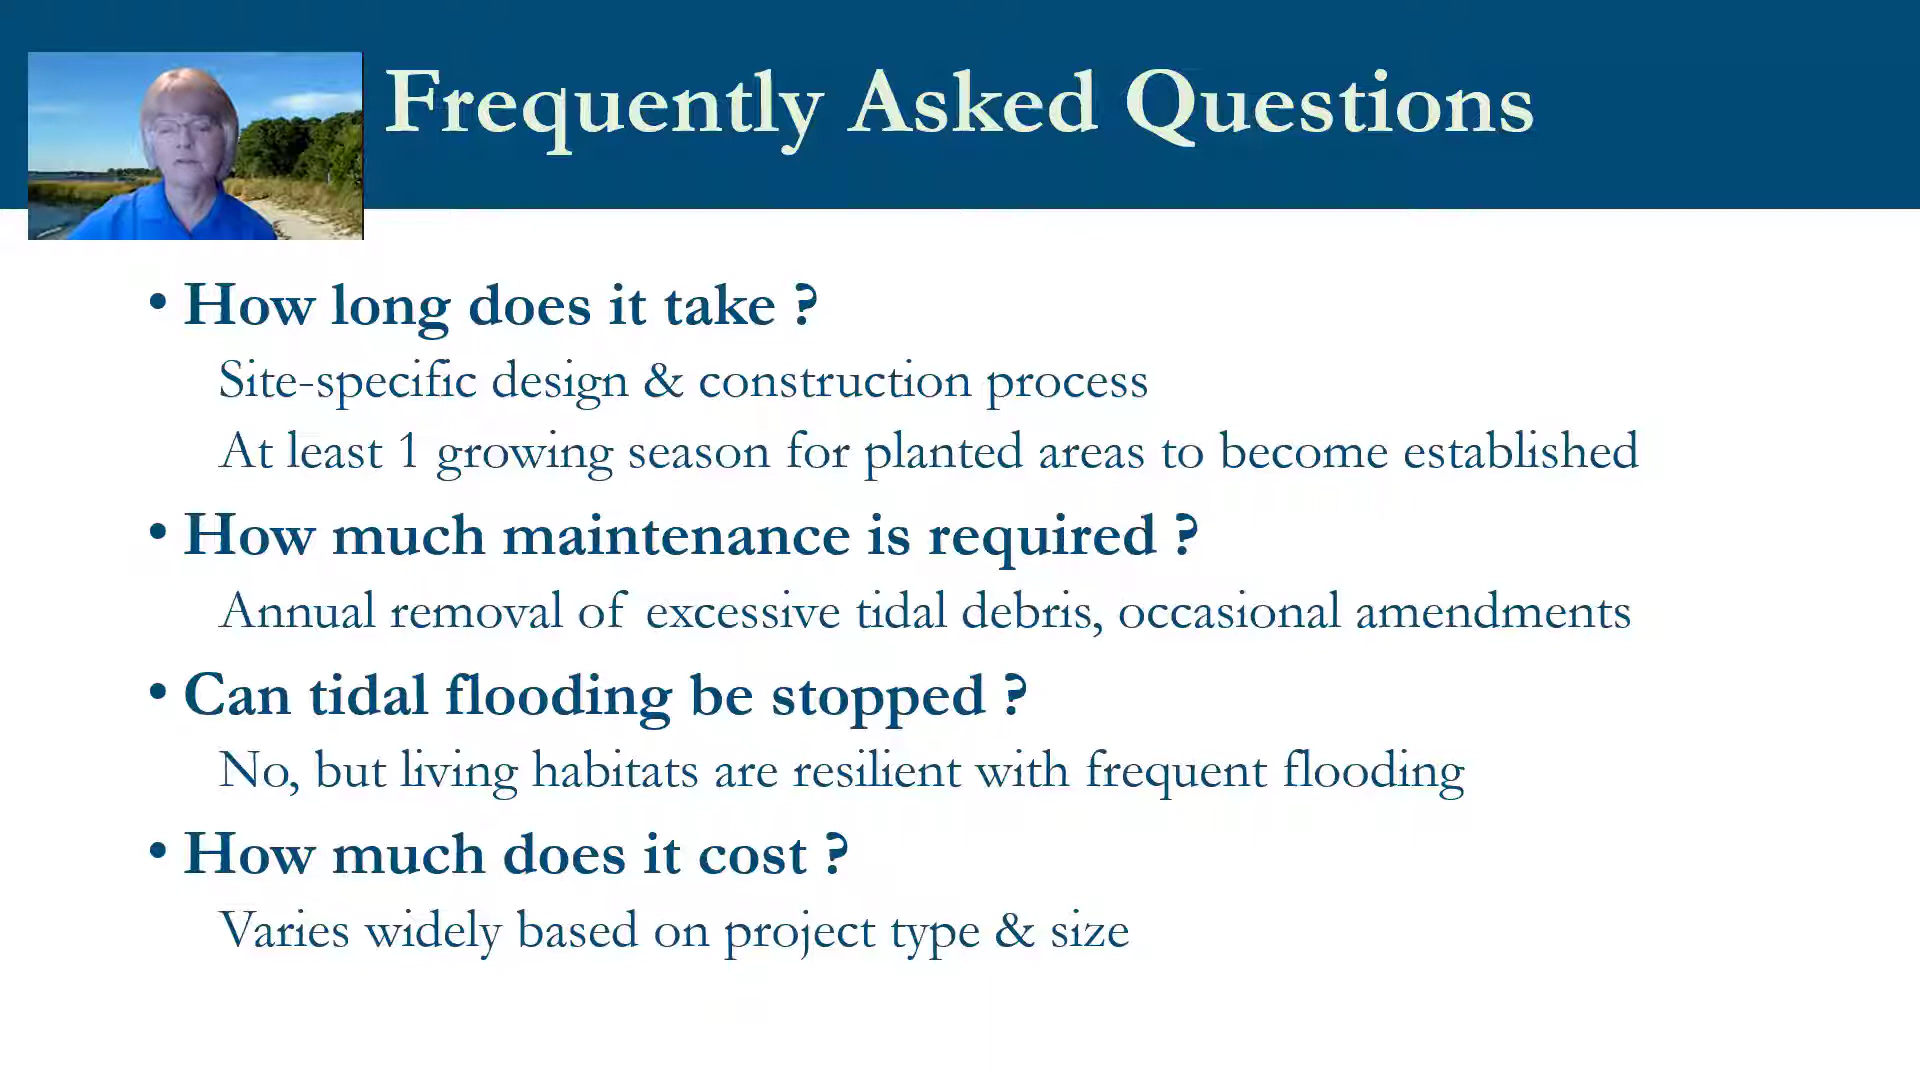 Frequently Asked Questions
• How long does it take ?
Site-specific design & construction process
At least 1 growing season for planted areas to become established
• How much maintenance is required ?
Annual removal of excessive tidal debris, occasional amendments
• Can tidal flooding be stopped ?
No, but living habitats are resilient with frequent flooding
• How much does it cost ?
Varies widely based on project type & size